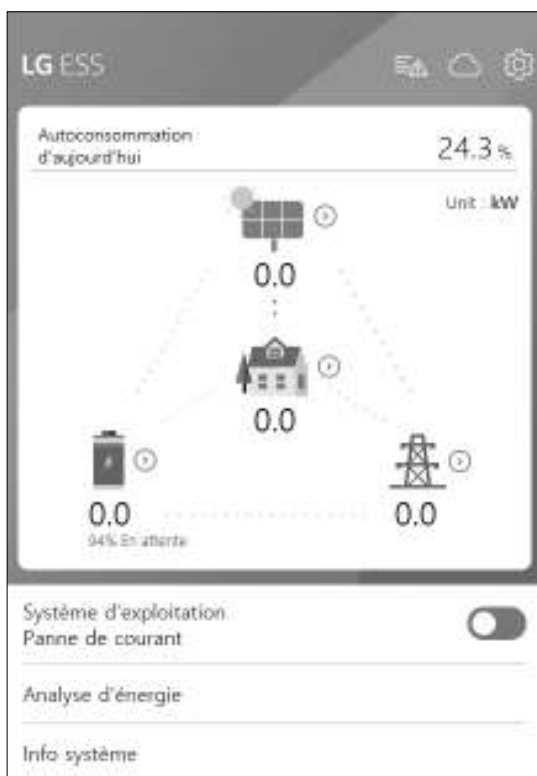 LG ESS
Autoconsommation
d'aujourd'hui
24.3 %
Unit : kW
0.0
0.0
0.0
94% En attente
0.0
Système d'exploitation
Panne de courant
Analyse d'énergie
Info système